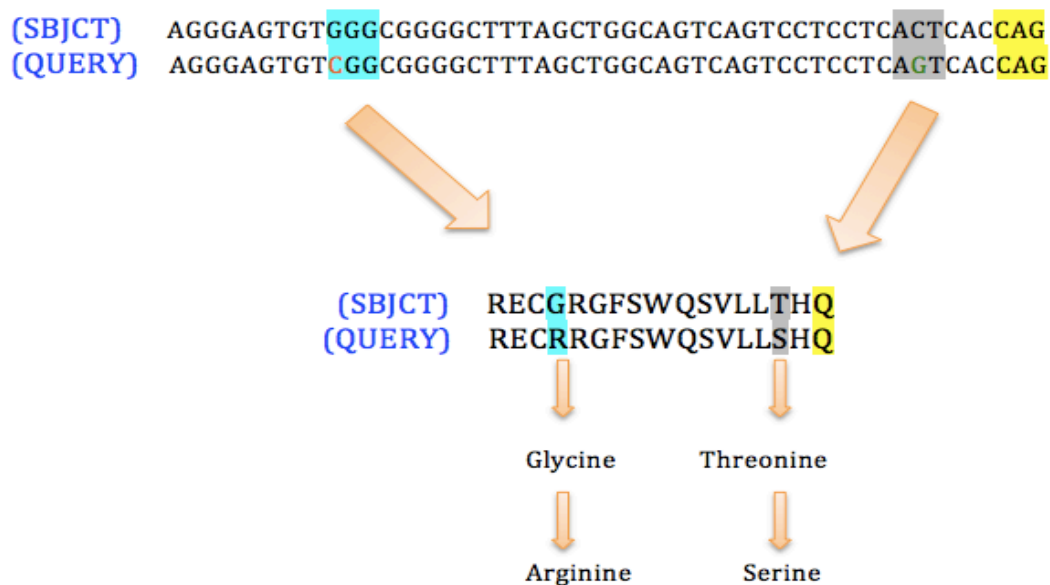 (SBJCT) AGGGAGTGTGGGCGGGGCTTTAGCTGGCAGTCAGTCCTCCTCACTCACCAG
(QUERY) AGGGAGTGTCGGCGGGGCTTTAGCTGGCAGTCAGTCCTCCTCAGTCACCAG
(SBJCT) RECGRGFSWQSVLLTHQ
(QUERY) RECRRGFSWQSVLLSHQ
Glycine Threonine
Arginine Serine